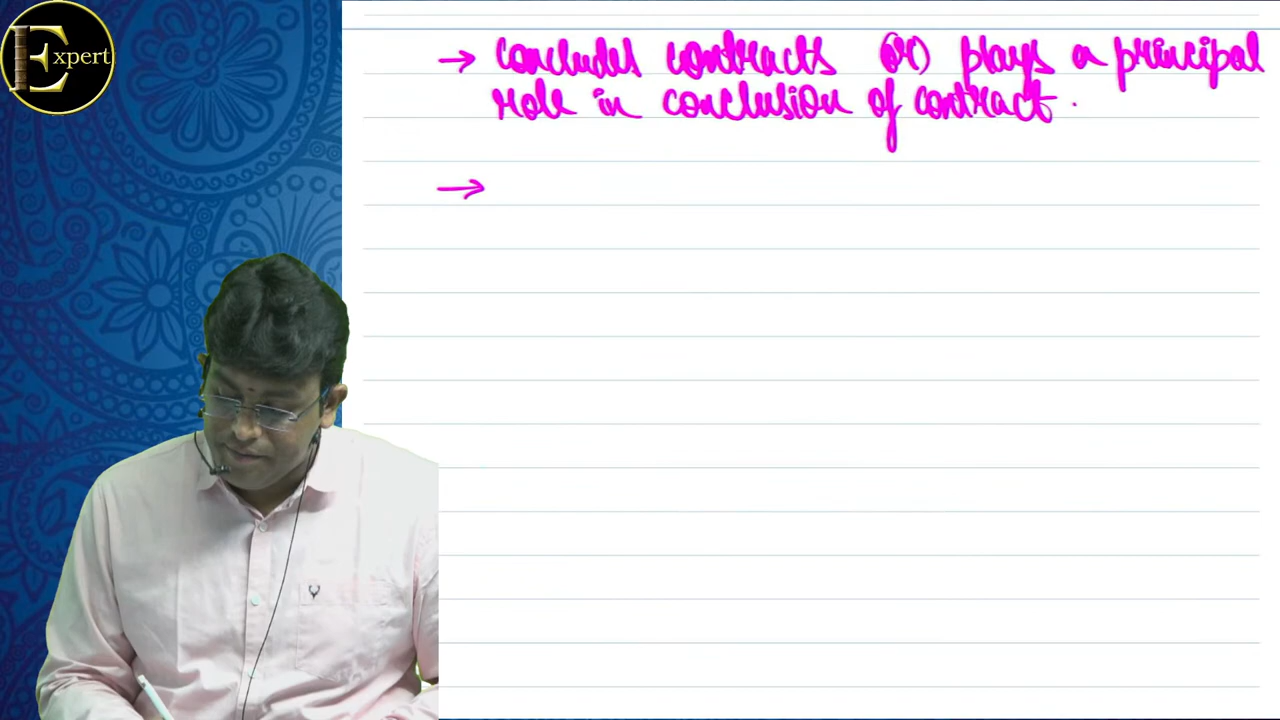 Expert
→ concludes contracts (or) plays a principal
role in conclusion of contract.
→